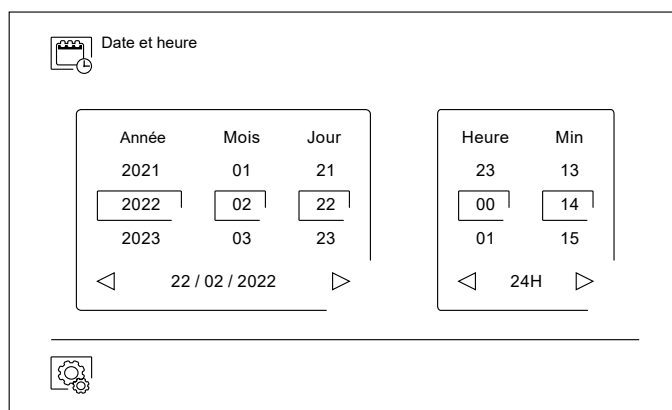 Date et heure
Année Mois Jour
2021 01 21
2022 02 22
2023 03 23
22 / 02 / 2022
Heure Min
23 13
00 14
01 15
24H